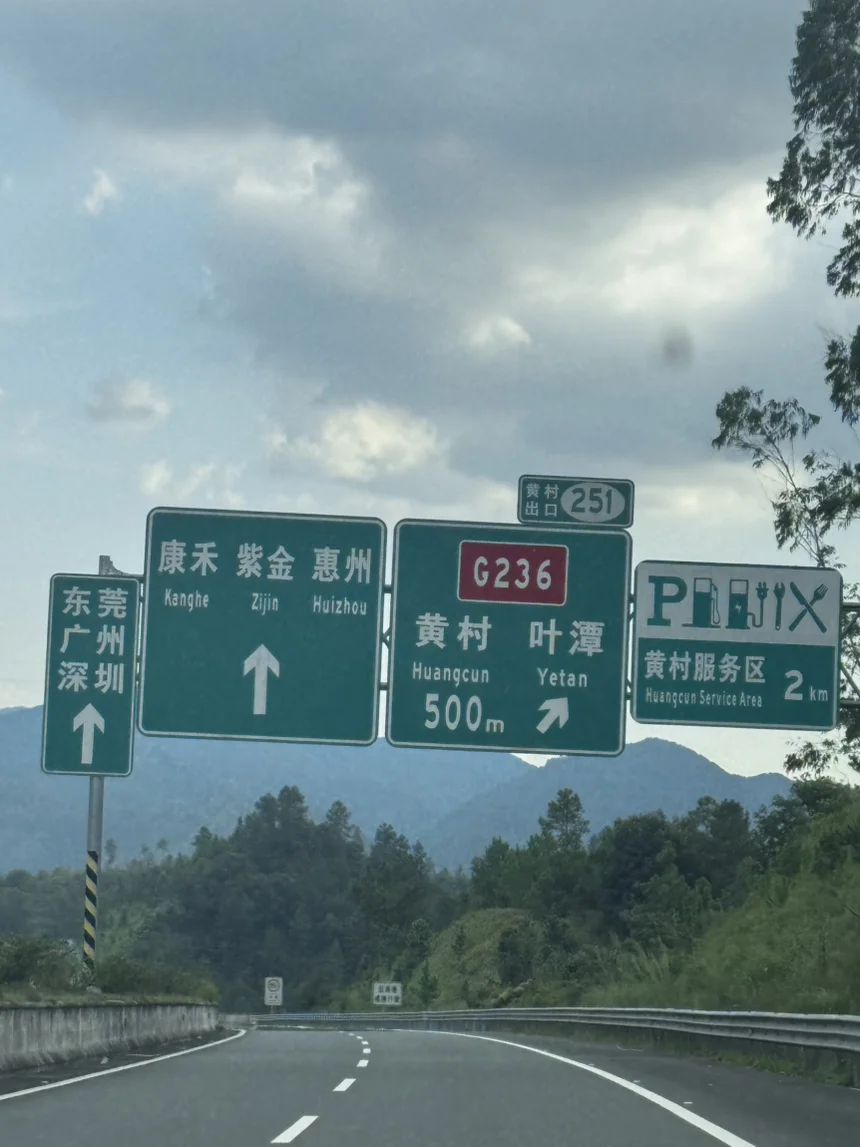 东莞
广州
深圳
康禾 紫金 惠州
Kanghe Zijin Huizhou
黄村
出口 251
G236
黄村 叶潭
Huangcun Yetan
500m
P
黄村服务区
Huangcun Service Area
2 km